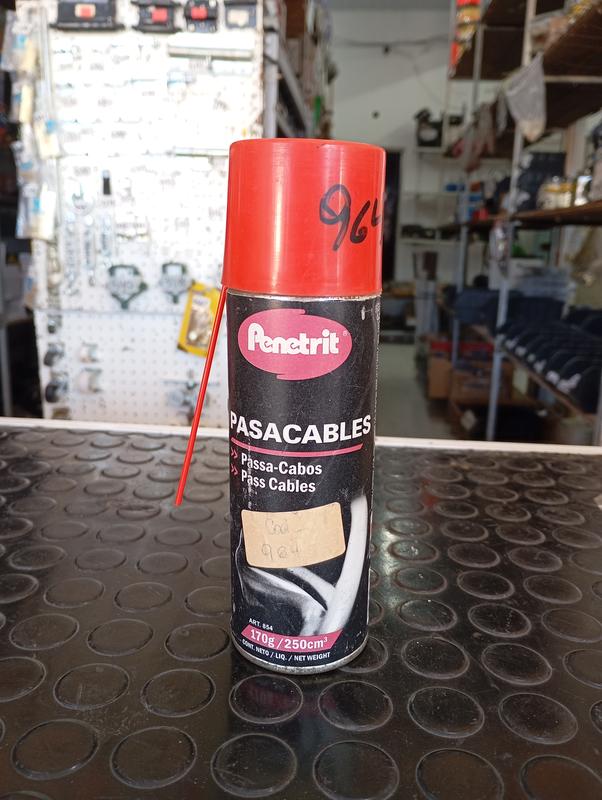 964
Penetrit®
PASACABLES
Passa-Cabos
Pass Cables
Cod-
964
ART. 854
170g / 250cm³
CONT. NETO / LIQ. / NET WEIGHT